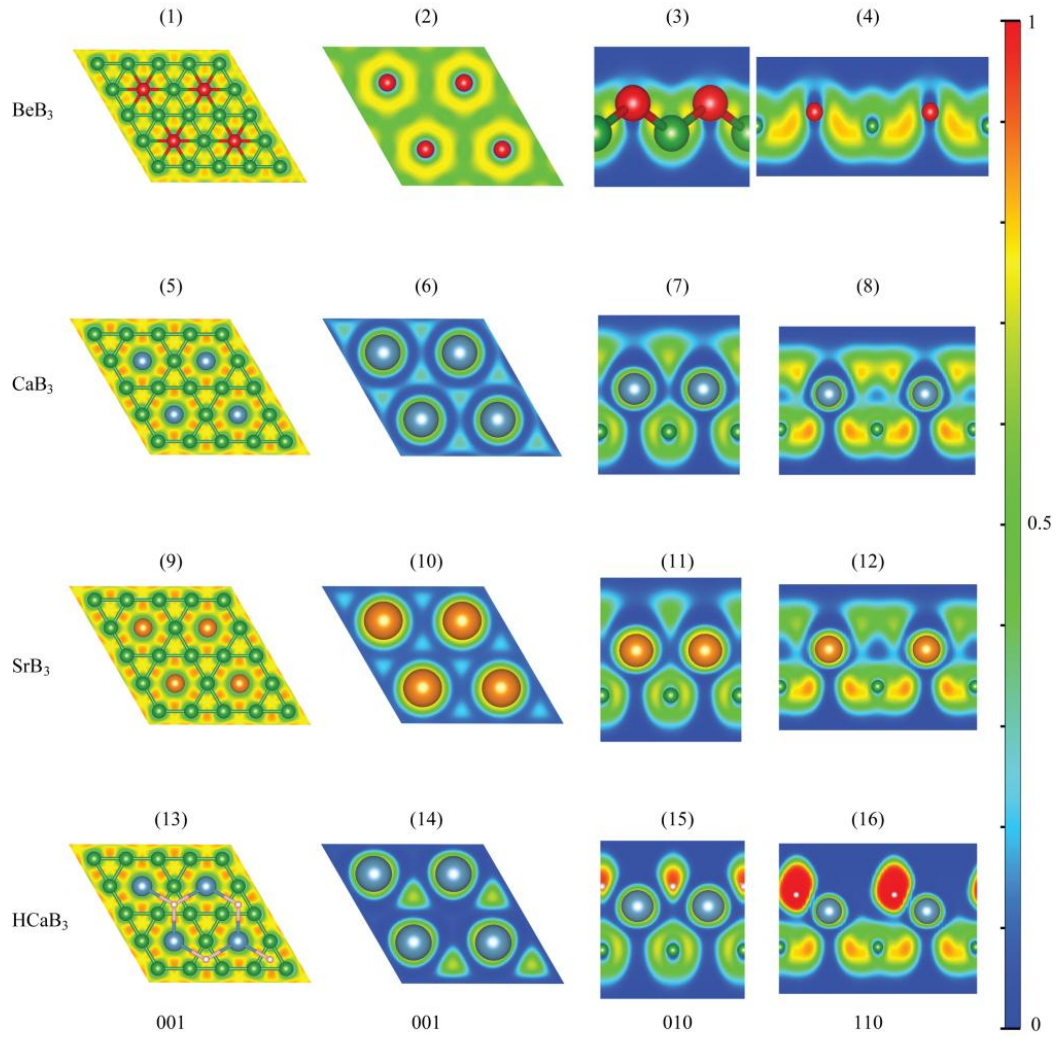 (1) (2) (3) (4)
1
BeB3
(5) (6) (7) (8)
CaB3
0.5
(9) (10) (11) (12)
SrB3
(13) (14) (15) (16)
HCaB3
001 001 010 110
0